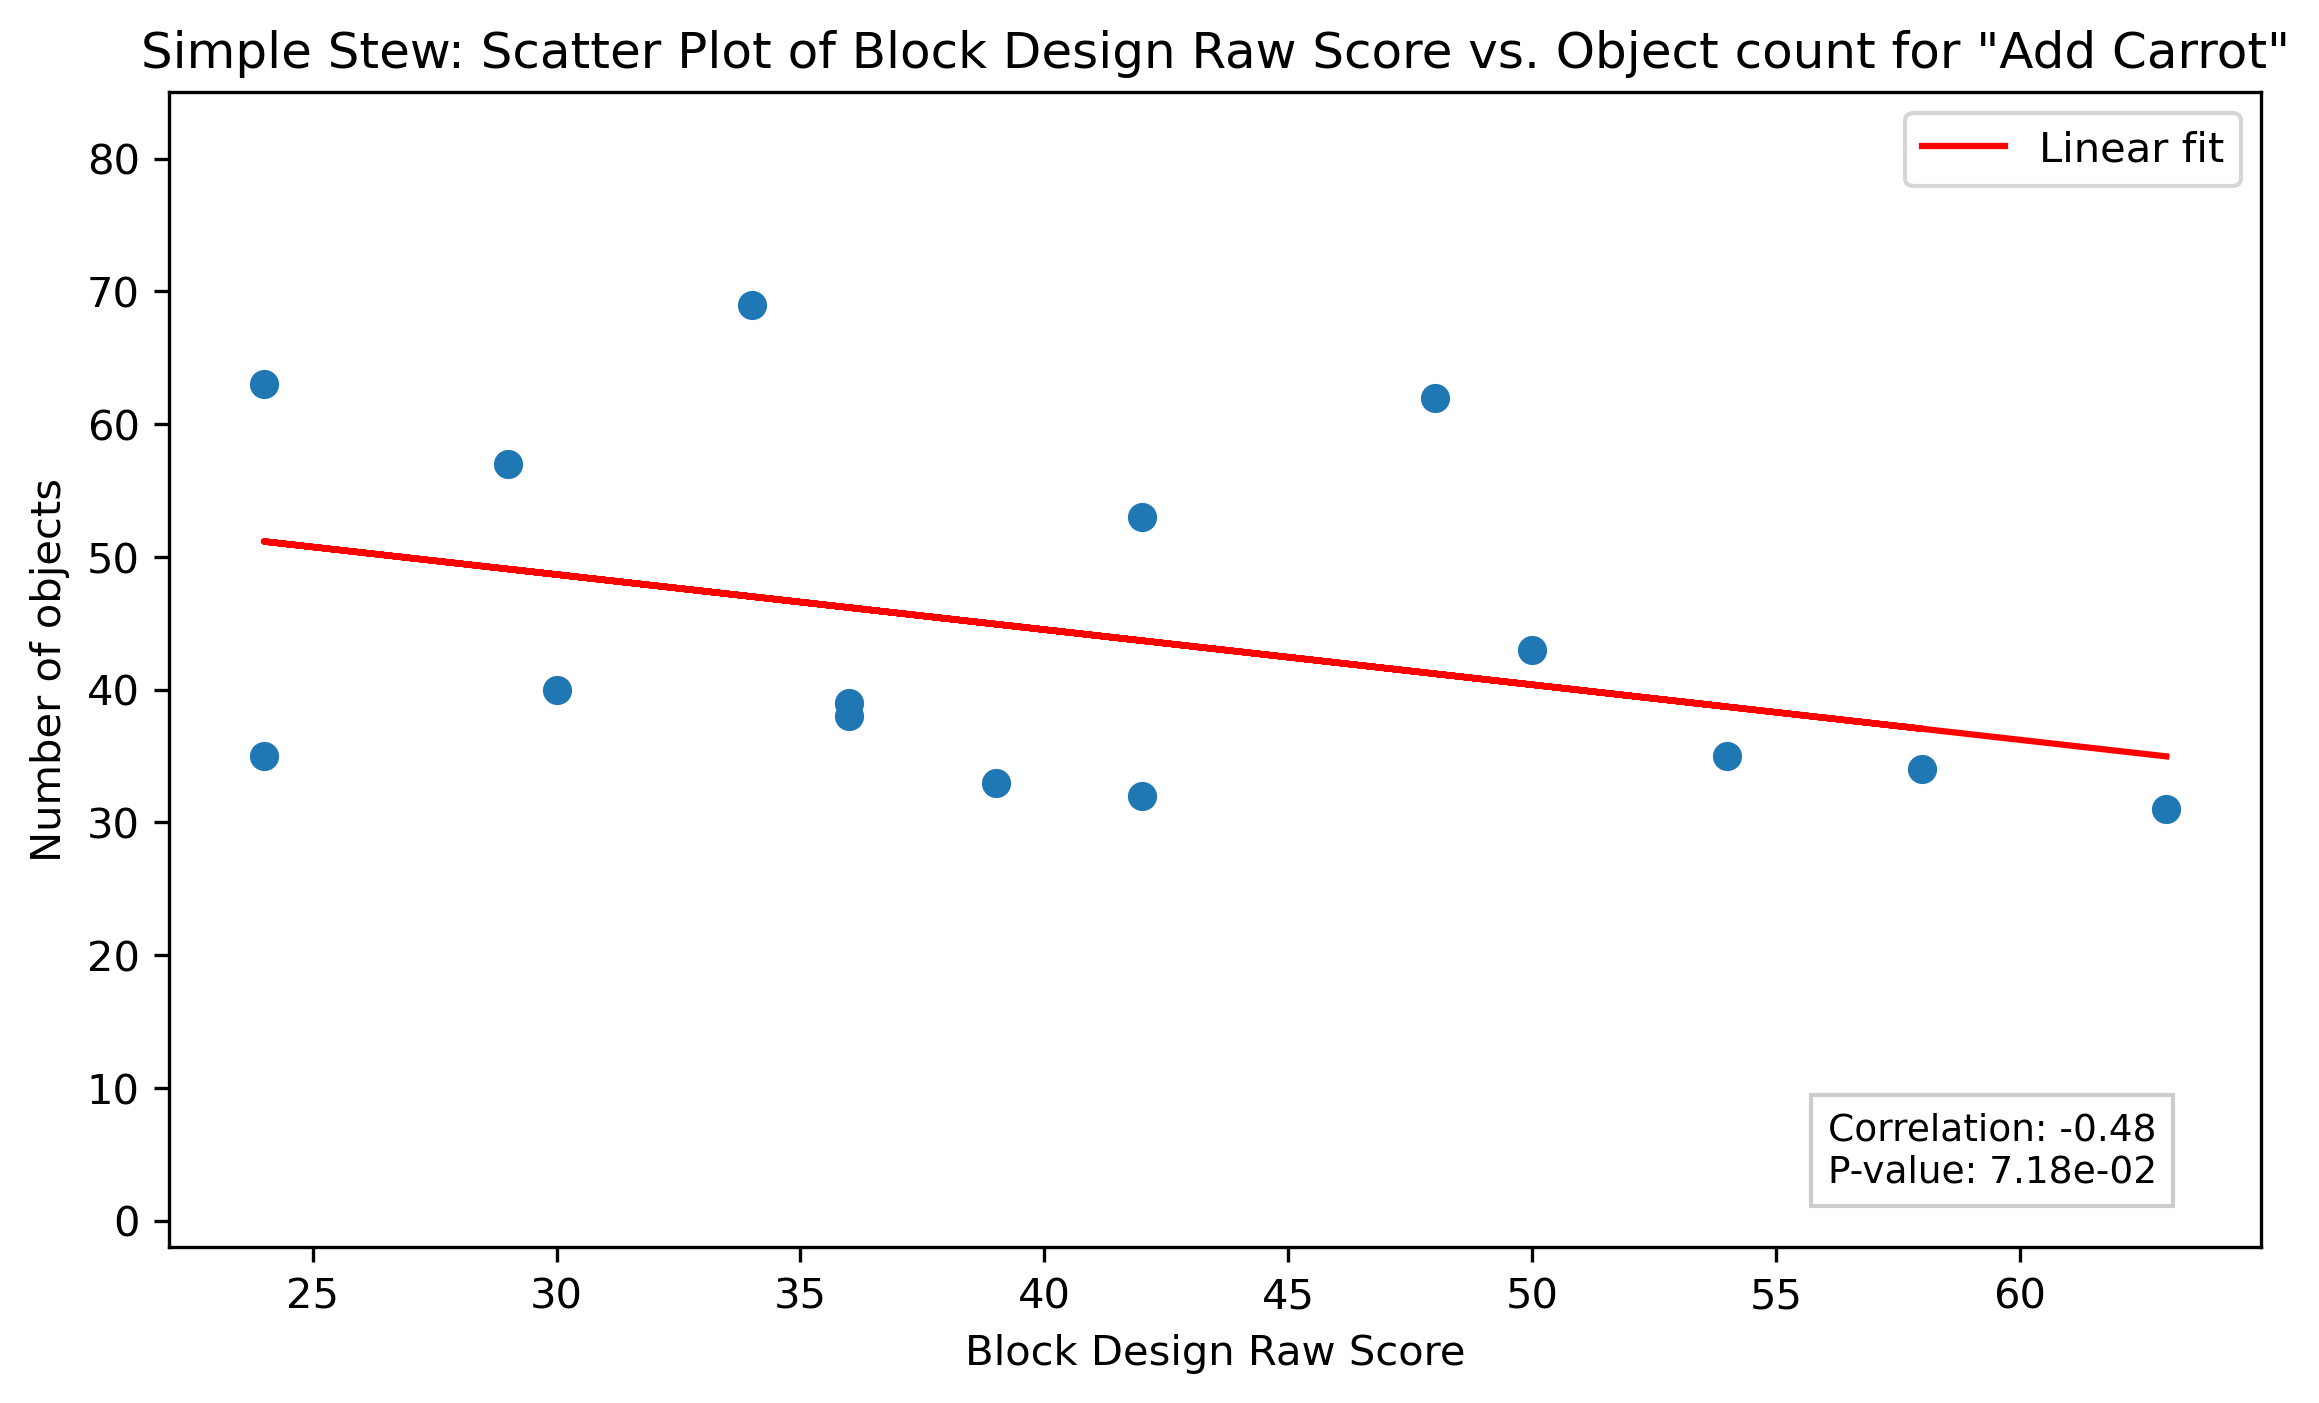 Simple Stew: Scatter Plot of Block Design Raw Score vs. Object count for "Add Carrot"
Linear fit
80
70
60
50
40
30
20
10
0
Number of objects
Correlation: -0.48
P-value: 7.18e-02
25 30 35 40 45 50 55 60
Block Design Raw Score